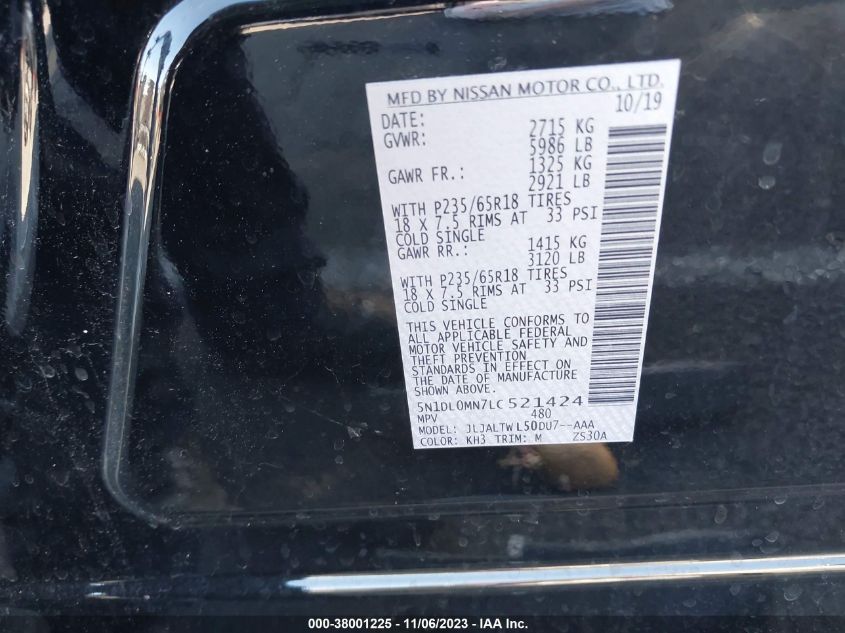 MFD BY NISSAN MOTOR CO., LTD.
DATE: 10/19
GVWR: 2715 KG
5986 LB
GAWR FR.: 1325 KG
2921 LB
WITH P235/65R18 TIRES
18 X 7.5 RIMS AT 33 PSI
COLD SINGLE
GAWR RR.: 1415 KG
3120 LB
WITH P235/65R18 TIRES
18 X 7.5 RIMS AT 33 PSI
COLD SINGLE
THIS VEHICLE CONFORMS TO
ALL APPLICABLE FEDERAL
MOTOR VEHICLE SAFETY AND
THEFT PREVENTION
STANDARDS IN EFFECT ON
THE DATE OF MANUFACTURE
SHOWN ABOVE.
5N1DL0MN7LC521424
MPV 480
MODEL: JLJALTWL50DU7--AAA
COLOR: KH3 TRIM: M ZS30A
000-38001225 - 11/06/2023 - IAA Inc.